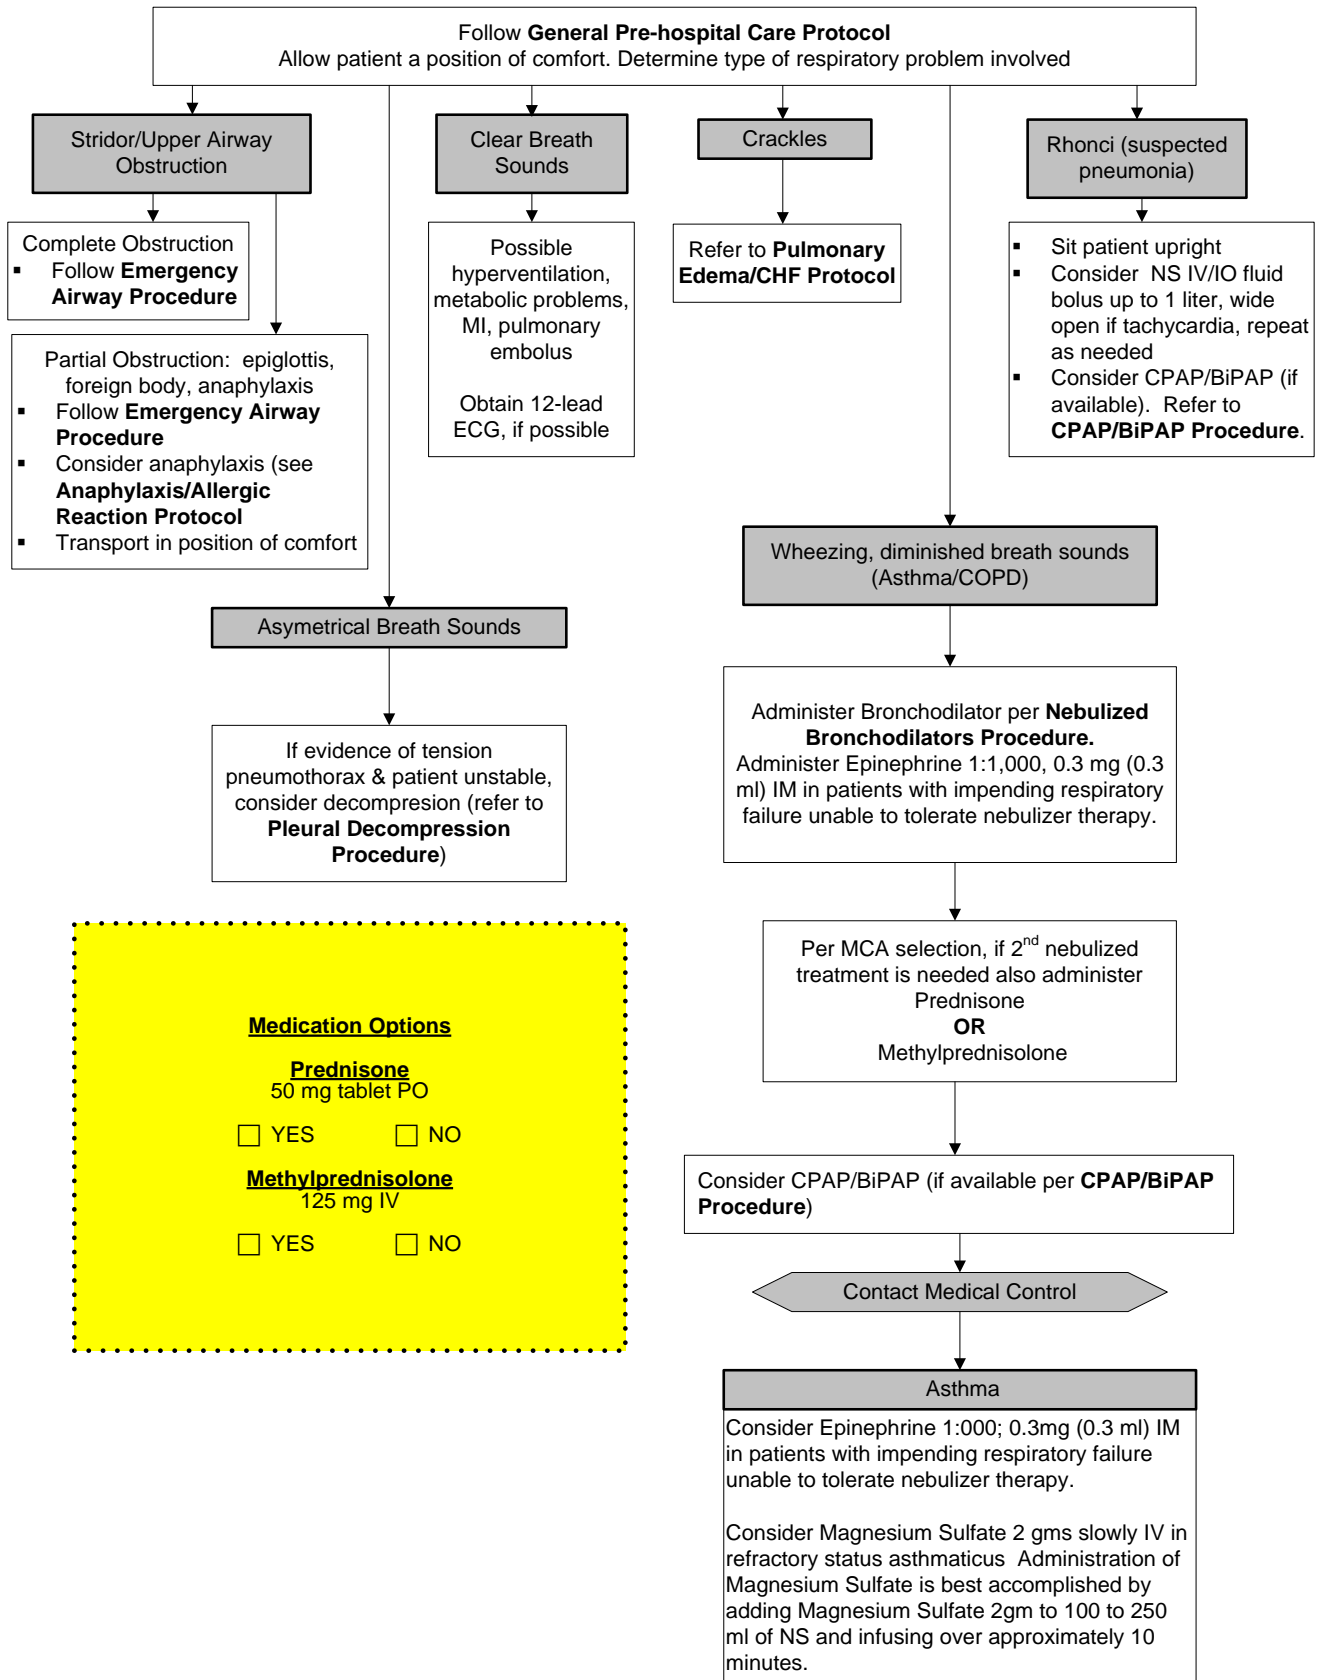 Follow General Pre-hospital Care Protocol
Allow patient a position of comfort. Determine type of respiratory problem involved
Stridor/Upper Airway
Obstruction
Complete Obstruction
▪ Follow Emergency
Airway Procedure
Partial Obstruction: epiglottis,
foreign body, anaphylaxis
▪ Follow Emergency Airway
Procedure
▪ Consider anaphylaxis (see
Anaphylaxis/Allergic
Reaction Protocol
▪ Transport in position of comfort
Clear Breath
Sounds
Possible
hyperventilation,
metabolic problems,
MI, pulmonary
embolus
Obtain 12-lead
ECG, if possible
Crackles
Refer to Pulmonary
Edema/CHF Protocol
Rhonci (suspected
pneumonia)
▪ Sit patient upright
▪ Consider NS IV/IO fluid
bolus up to 1 liter, wide
open if tachycardia, repeat
as needed
▪ Consider CPAP/BiPAP (if
available). Refer to
CPAP/BiPAP Procedure.
Asymetrical Breath Sounds
If evidence of tension
pneumothorax & patient unstable,
consider decompresion (refer to
Pleural Decompression
Procedure)
Wheezing, diminished breath sounds
(Asthma/COPD)
Administer Bronchodilator per Nebulized
Bronchodilators Procedure.
Administer Epinephrine 1:1,000, 0.3 mg (0.3
ml) IM in patients with impending respiratory
failure unable to tolerate nebulizer therapy.
Per MCA selection, if 2nd nebulized
treatment is needed also administer
Prednisone
OR
Methylprednisolone
Consider CPAP/BiPAP (if available per CPAP/BiPAP
Procedure)
Contact Medical Control
Asthma
Consider Epinephrine 1:000; 0.3mg (0.3 ml) IM
in patients with impending respiratory failure
unable to tolerate nebulizer therapy.
Consider Magnesium Sulfate 2 gms slowly IV in
refractory status asthmaticus Administration of
Magnesium Sulfate is best accomplished by
adding Magnesium Sulfate 2gm to 100 to 250
ml of NS and infusing over approximately 10
minutes.
Medication Options
Prednisone
50 mg tablet PO
☐ YES ☐ NO
Methylprednisolone
125 mg IV
☐ YES ☐ NO